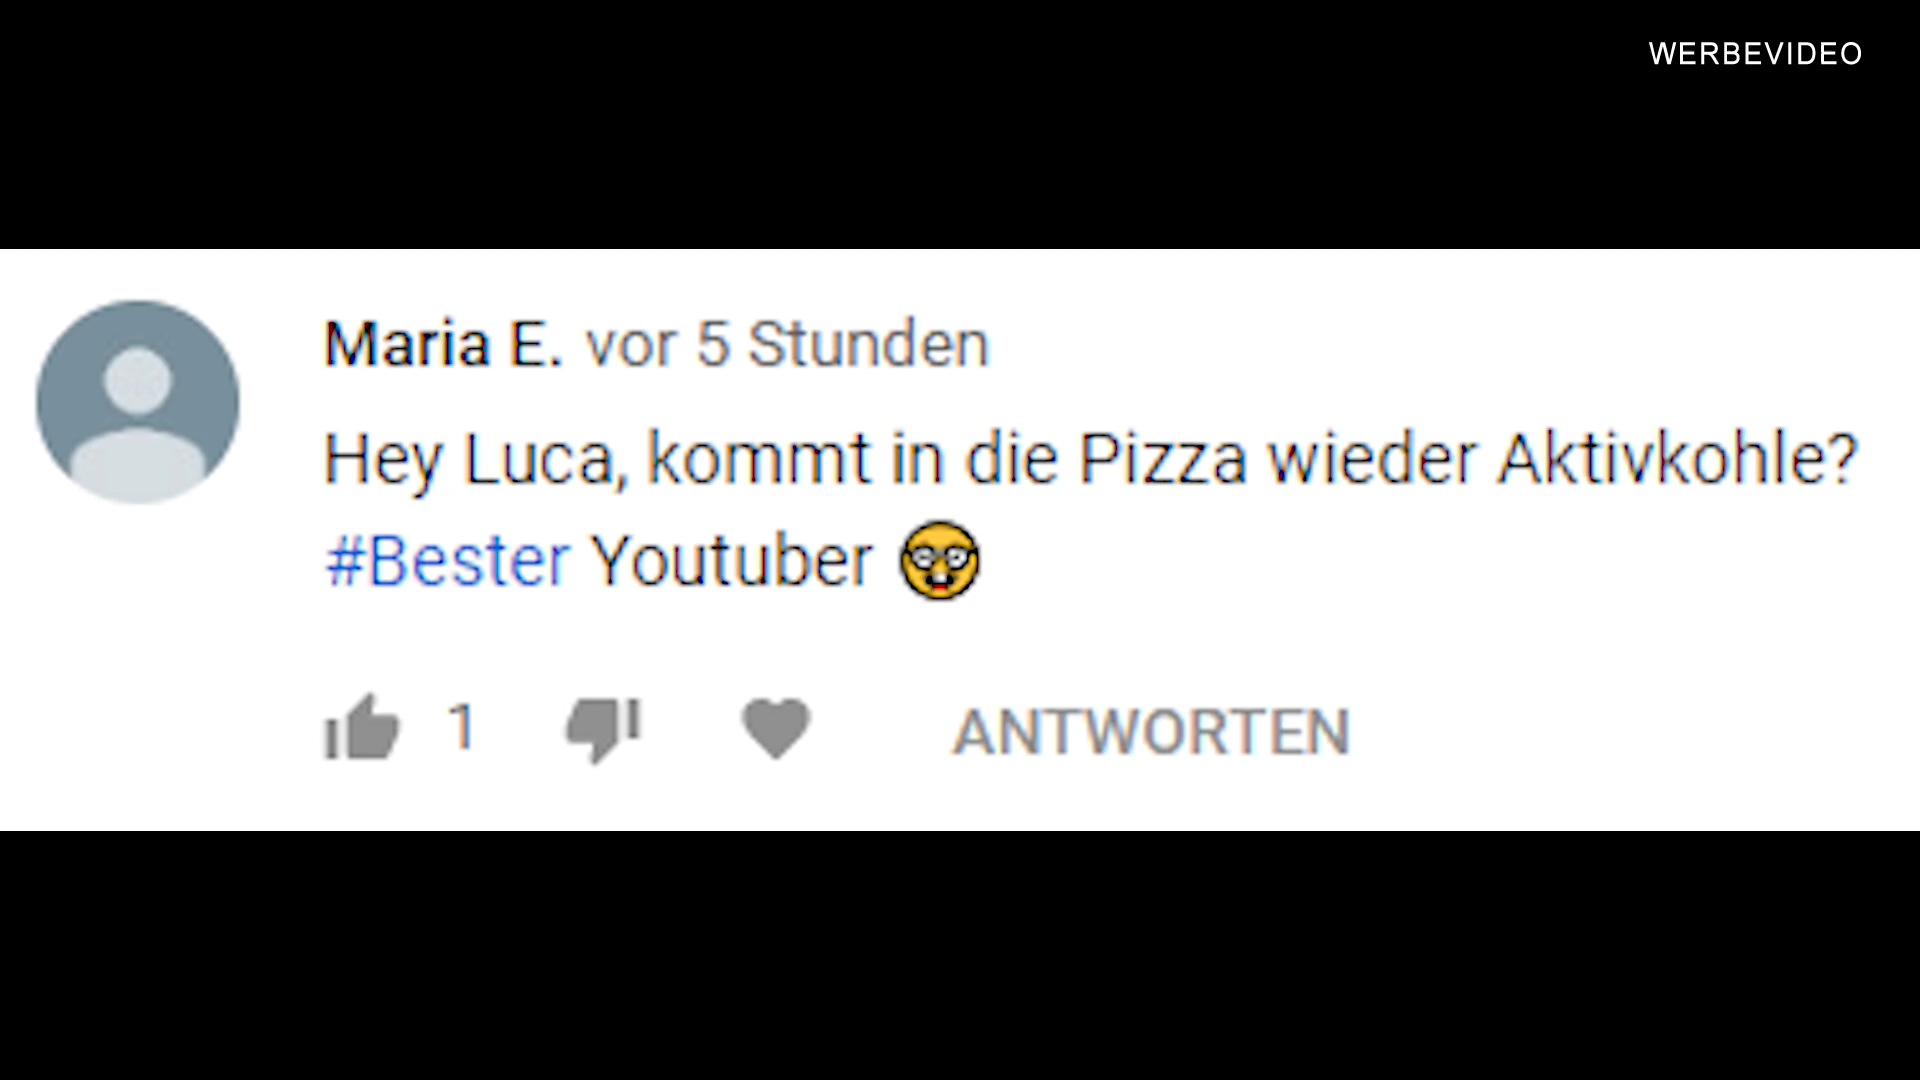 WERBEVIDEO
Maria E. vor 5 Stunden
Hey Luca, kommt in die Pizza wieder Aktivkohle?
#Bester Youtuber 🥸
1
ANTWORTEN